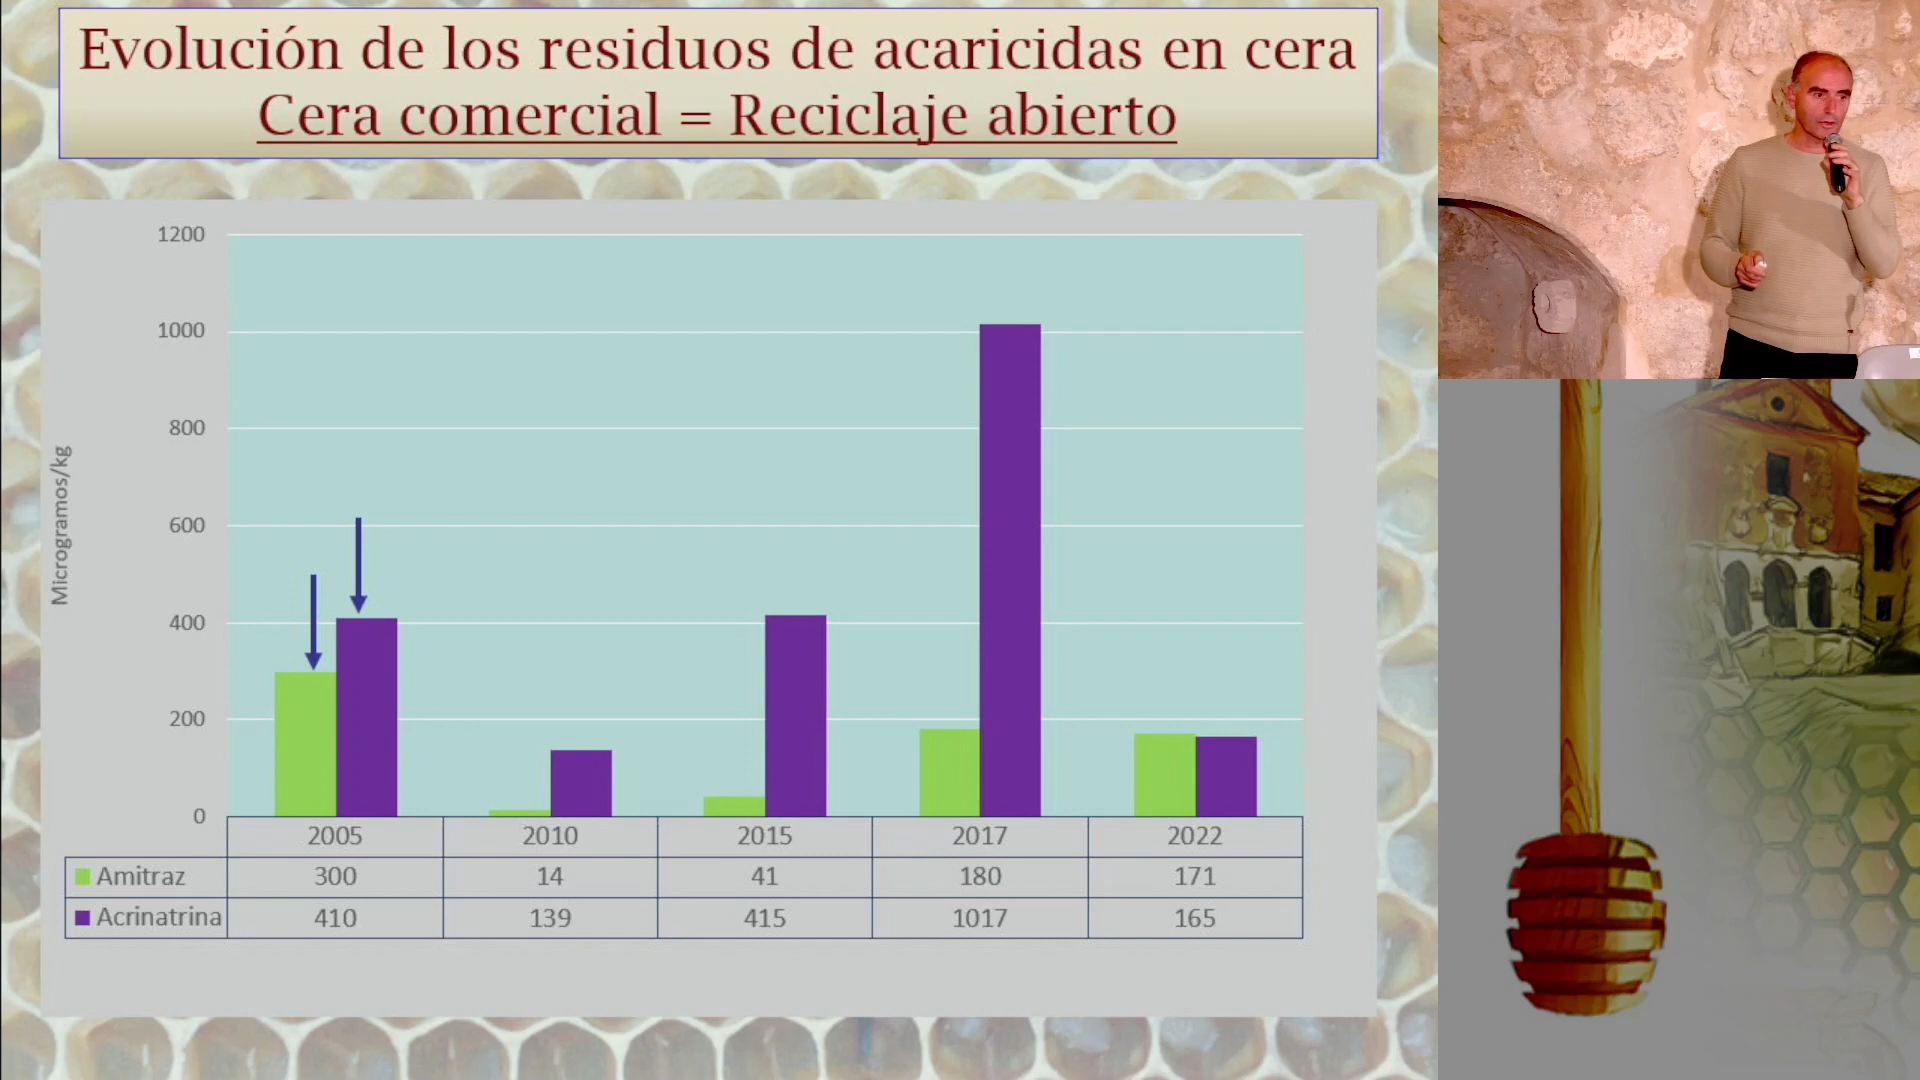 Evolución de los residuos de acaricidas en cera
Cera comercial = Reciclaje abierto
1200
1000
800
600
400
200
0
Microgramos/kg
2005 2010 2015 2017 2022
Amitraz 300 14 41 180 171
Acrinatrina 410 139 415 1017 165